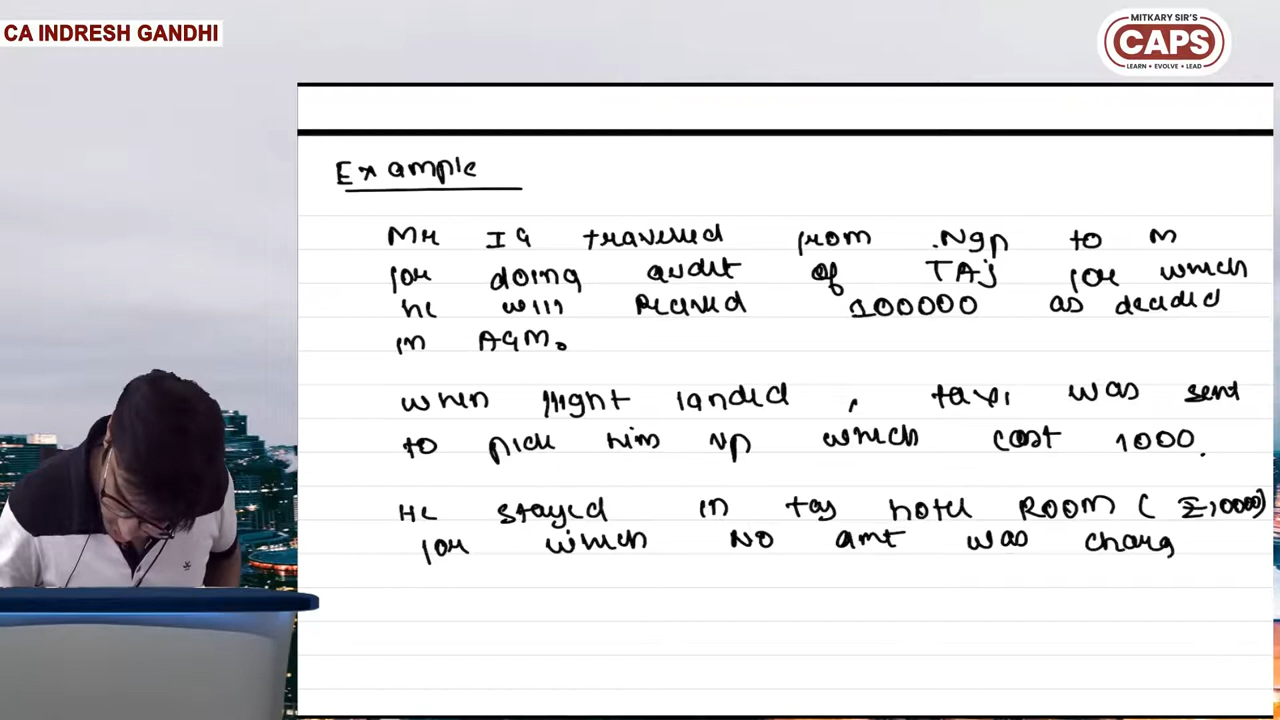 CA INDRESH GANDHI
MITKARY SIR'S
CAPS
LEARN • EVOLVE • LEAD
Example
Mr IG travelled from Ngp to M
for doing audit of TAJ for which
he will received 100000 as decided
in AGM.
when flight landed, taxi was sent
to pick him up which cost 1000.
He stayed in taj hotel ROOM (
for which NO amt was charg